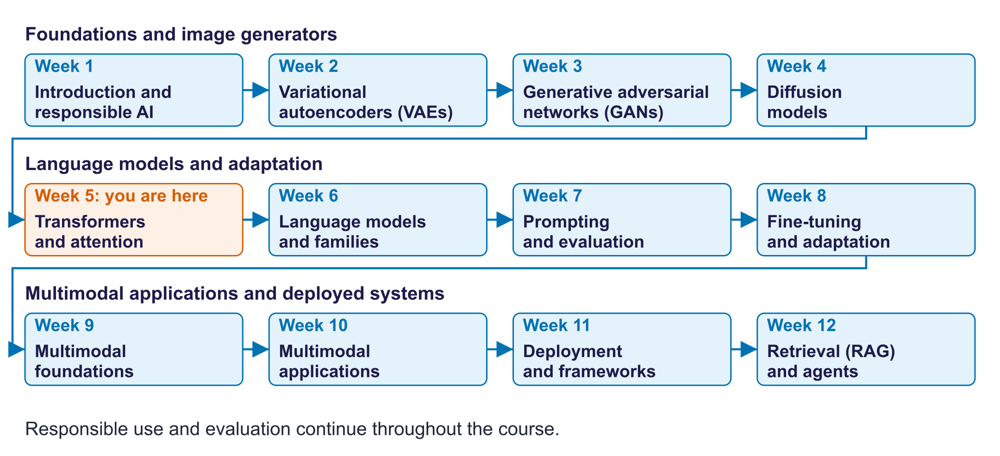 Foundations and image generators
Week 1
Introduction and
responsible AI
Week 2
Variational
autoencoders (VAEs)
Week 3
Generative adversarial
networks (GANs)
Week 4
Diffusion
models
Language models and adaptation
Week 5: you are here
Transformers
and attention
Week 6
Language models
and families
Week 7
Prompting
and evaluation
Week 8
Fine-tuning
and adaptation
Multimodal applications and deployed systems
Week 9
Multimodal
foundations
Week 10
Multimodal
applications
Week 11
Deployment
and frameworks
Week 12
Retrieval (RAG)
and agents
Responsible use and evaluation continue throughout the course.